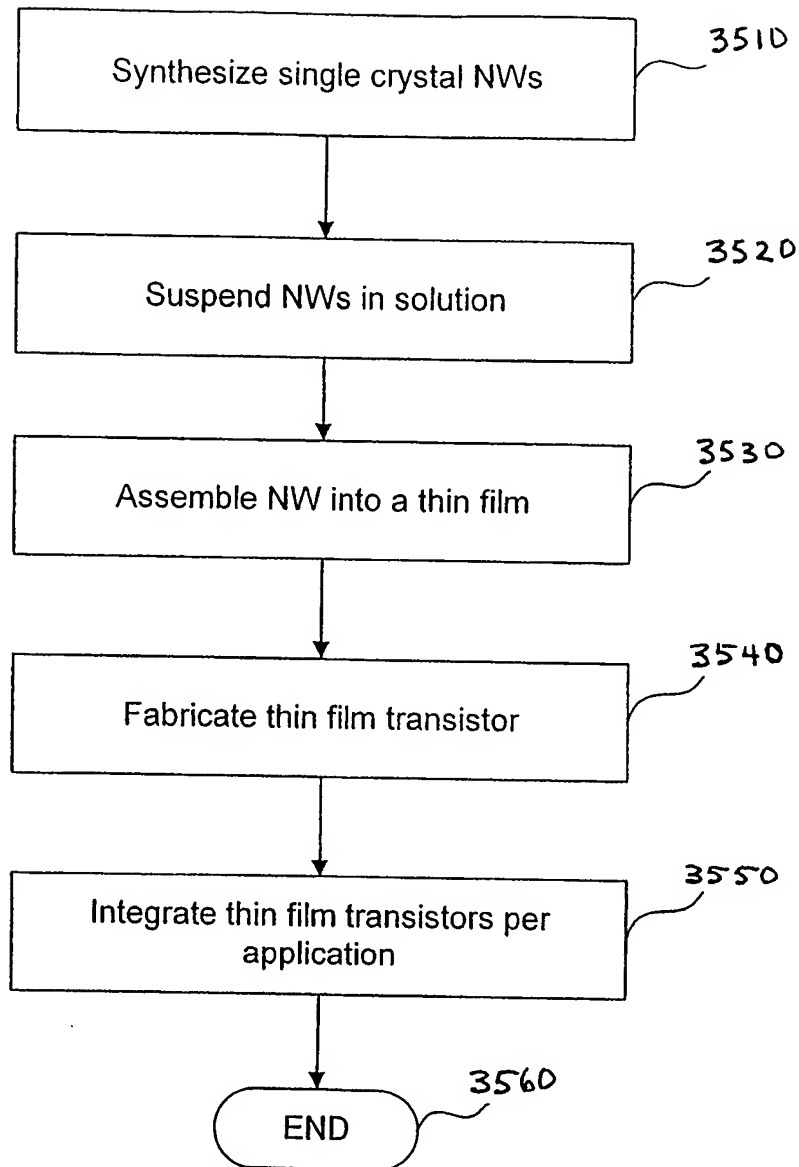 3510
Synthesize single crystal NWs
3520
Suspend NWs in solution
3530
Assemble NW into a thin film
3540
Fabricate thin film transistor
3550
Integrate thin film transistors per
application
3560
END